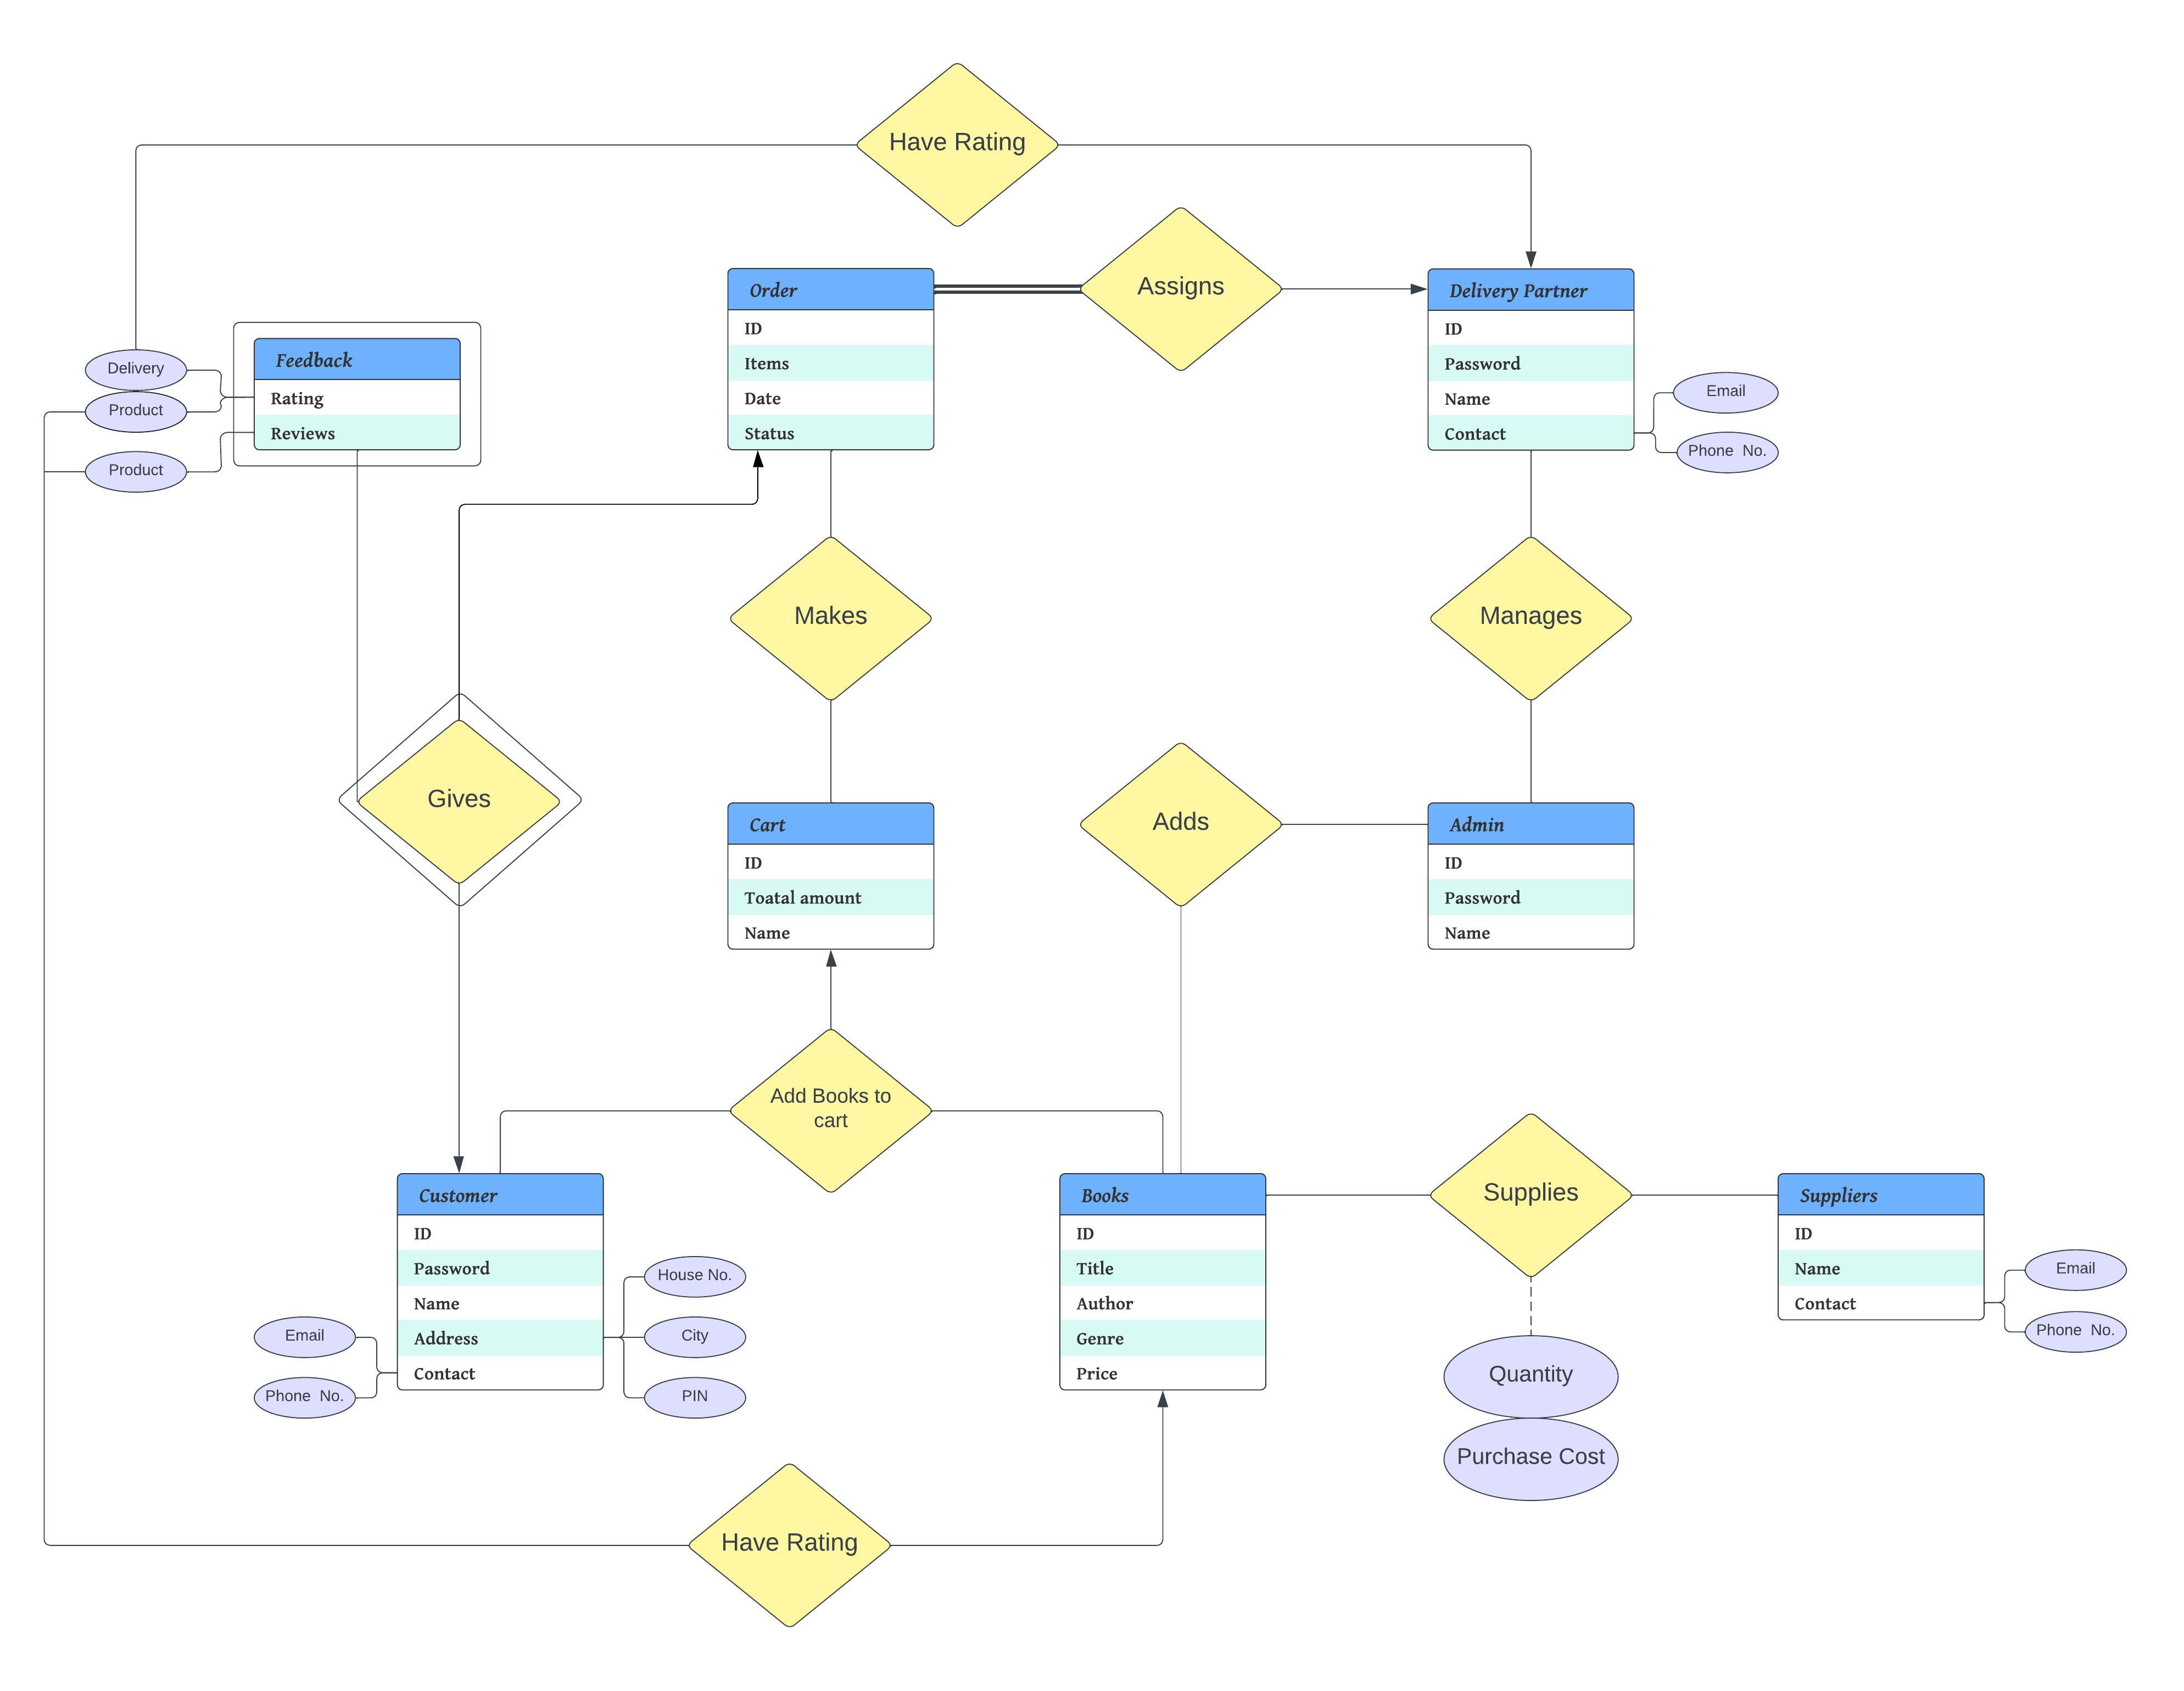 Have Rating
Assigns
Order
ID
Items
Date
Status
Delivery Partner
ID
Password
Name
Contact
Email
Phone No.
Feedback
Rating
Reviews
Delivery
Product
Product
Makes
Manages
Gives
Cart
ID
Toatal amount
Name
Adds
Admin
ID
Password
Name
Add Books to
cart
Customer
ID
Password
Name
Address
Contact
Email
Phone No.
House No.
City
PIN
Books
ID
Title
Author
Genre
Price
Supplies
Quantity
Purchase Cost
Suppliers
ID
Name
Contact
Email
Phone No.
Have Rating